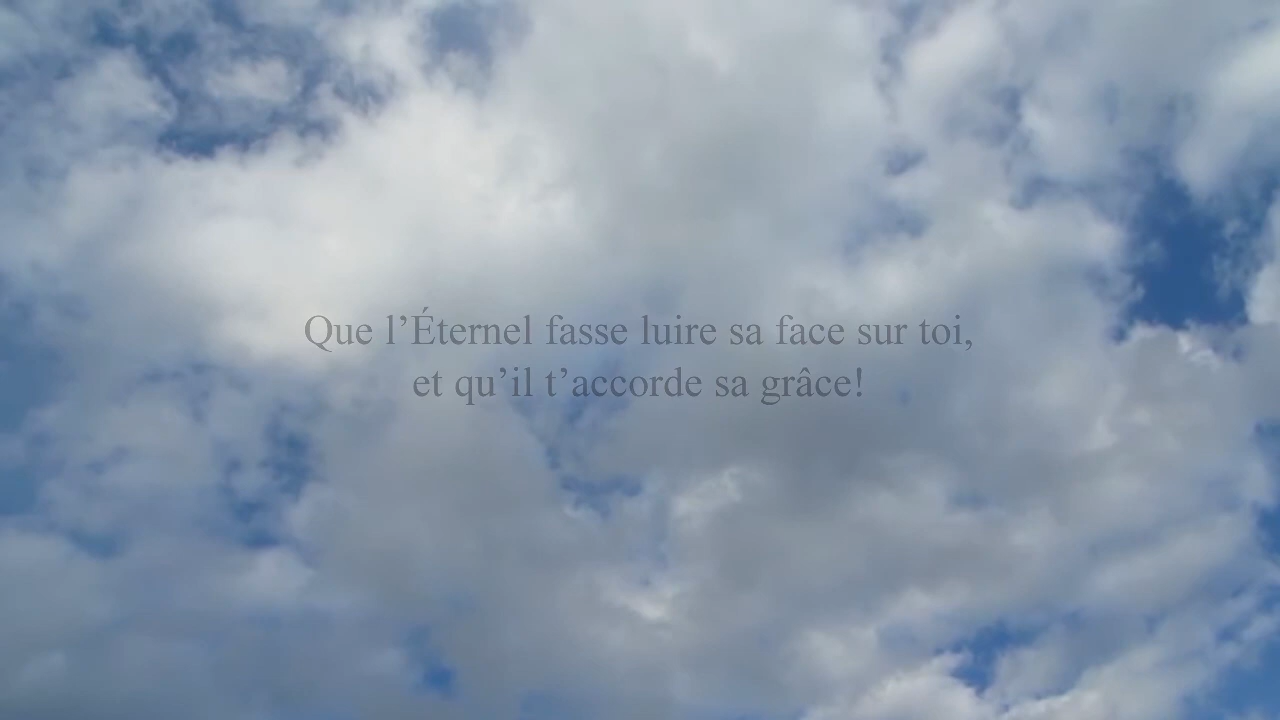 Que l’Éternel fasse luire sa face sur toi,
et qu’il t’accorde sa grâce!